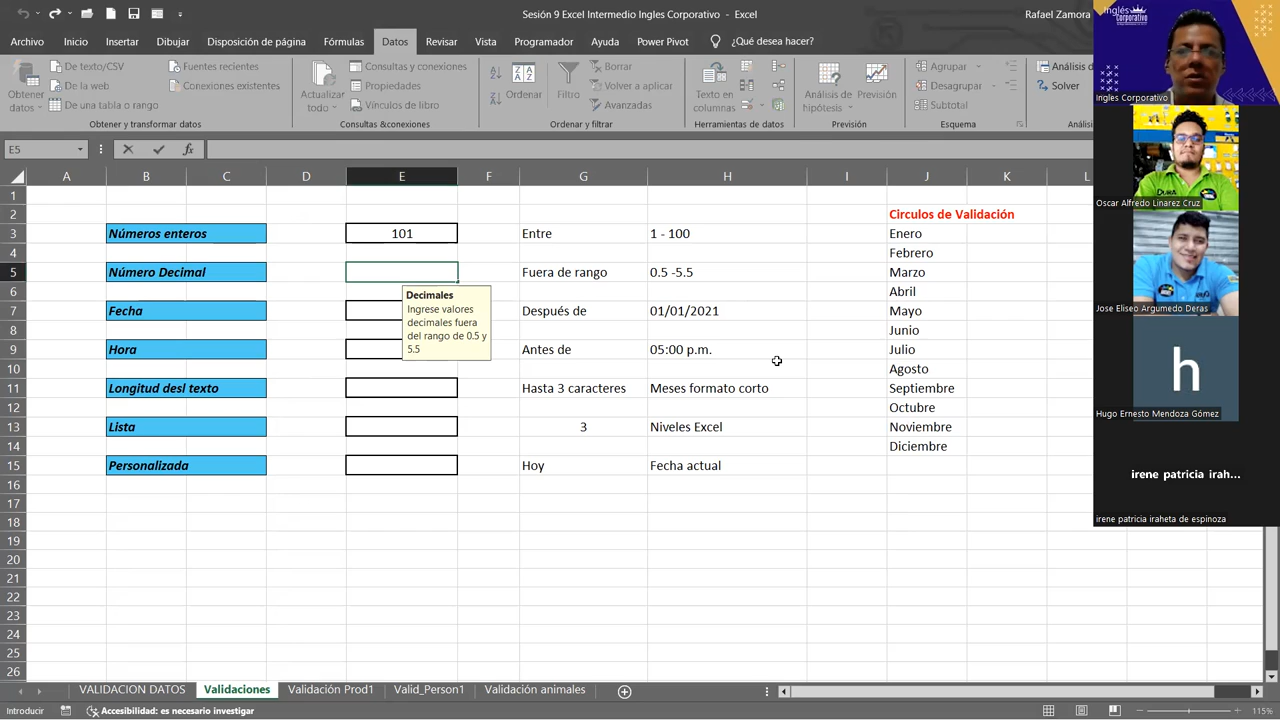 Sesión 9 Excel Intermedio Ingles Corporativo - Excel
Rafael Zamora
Archivo Inicio Insertar Dibujar Disposición de página Fórmulas Datos Revisar Vista Programador Ayuda Power Pivot ¿Qué desea hacer?
Obtener datos
De texto/CSV
De la web
De una tabla o rango
Fuentes recientes
Conexiones existentes
Obtener y transformar datos
Actualizar todo
Consultas y conexiones
Propiedades
Vínculos de libro
Consultas&conexiones
Ordenar
Filtro
Borrar
Volver a aplicar
Avanzadas
Ordenar y filtrar
Texto en columnas
Herramientas de datos
Análisis de hipótesis
Previsión
Previsión
Agrupar
Desagrupar
Subtotal
Esquema
Análisis d
Solver
Anális
E5
A B C D E F G H I J K L
1
2 Circulos de Validación
3 Números enteros 101 Entre 1 - 100 Enero
4 Febrero
5 Número Decimal Fuera de rango 0.5 -5.5 Marzo
6 Abril
7 Fecha Después de 01/01/2021 Mayo
8 Junio
9 Hora Antes de 05:00 p.m. Julio
10 Agosto
11 Longitud desl texto Hasta 3 caracteres Meses formato corto Septiembre
12 Octubre
13 Lista 3 Niveles Excel Noviembre
14 Diciembre
15 Personalizada Hoy Fecha actual
16
17
18
19
20
21
22
23
24
25
26
Decimales
Ingrese valores
decimales fuera
del rango de 0.5 y
5.5
VALIDACION DATOS Validaciones Validación Prod1 Valid_Person1 Validación animales
Introducir Accesibilidad: es necesario investigar 115%
Inglés
Corporativo
Ingles Corporativo
Oscar Alfredo Linarez Cruz
Jose Eliseo Argumedo Deras
h
Hugo Ernesto Mendoza Gómez
irene patricia irah...
irene patricia iraheta de espinoza